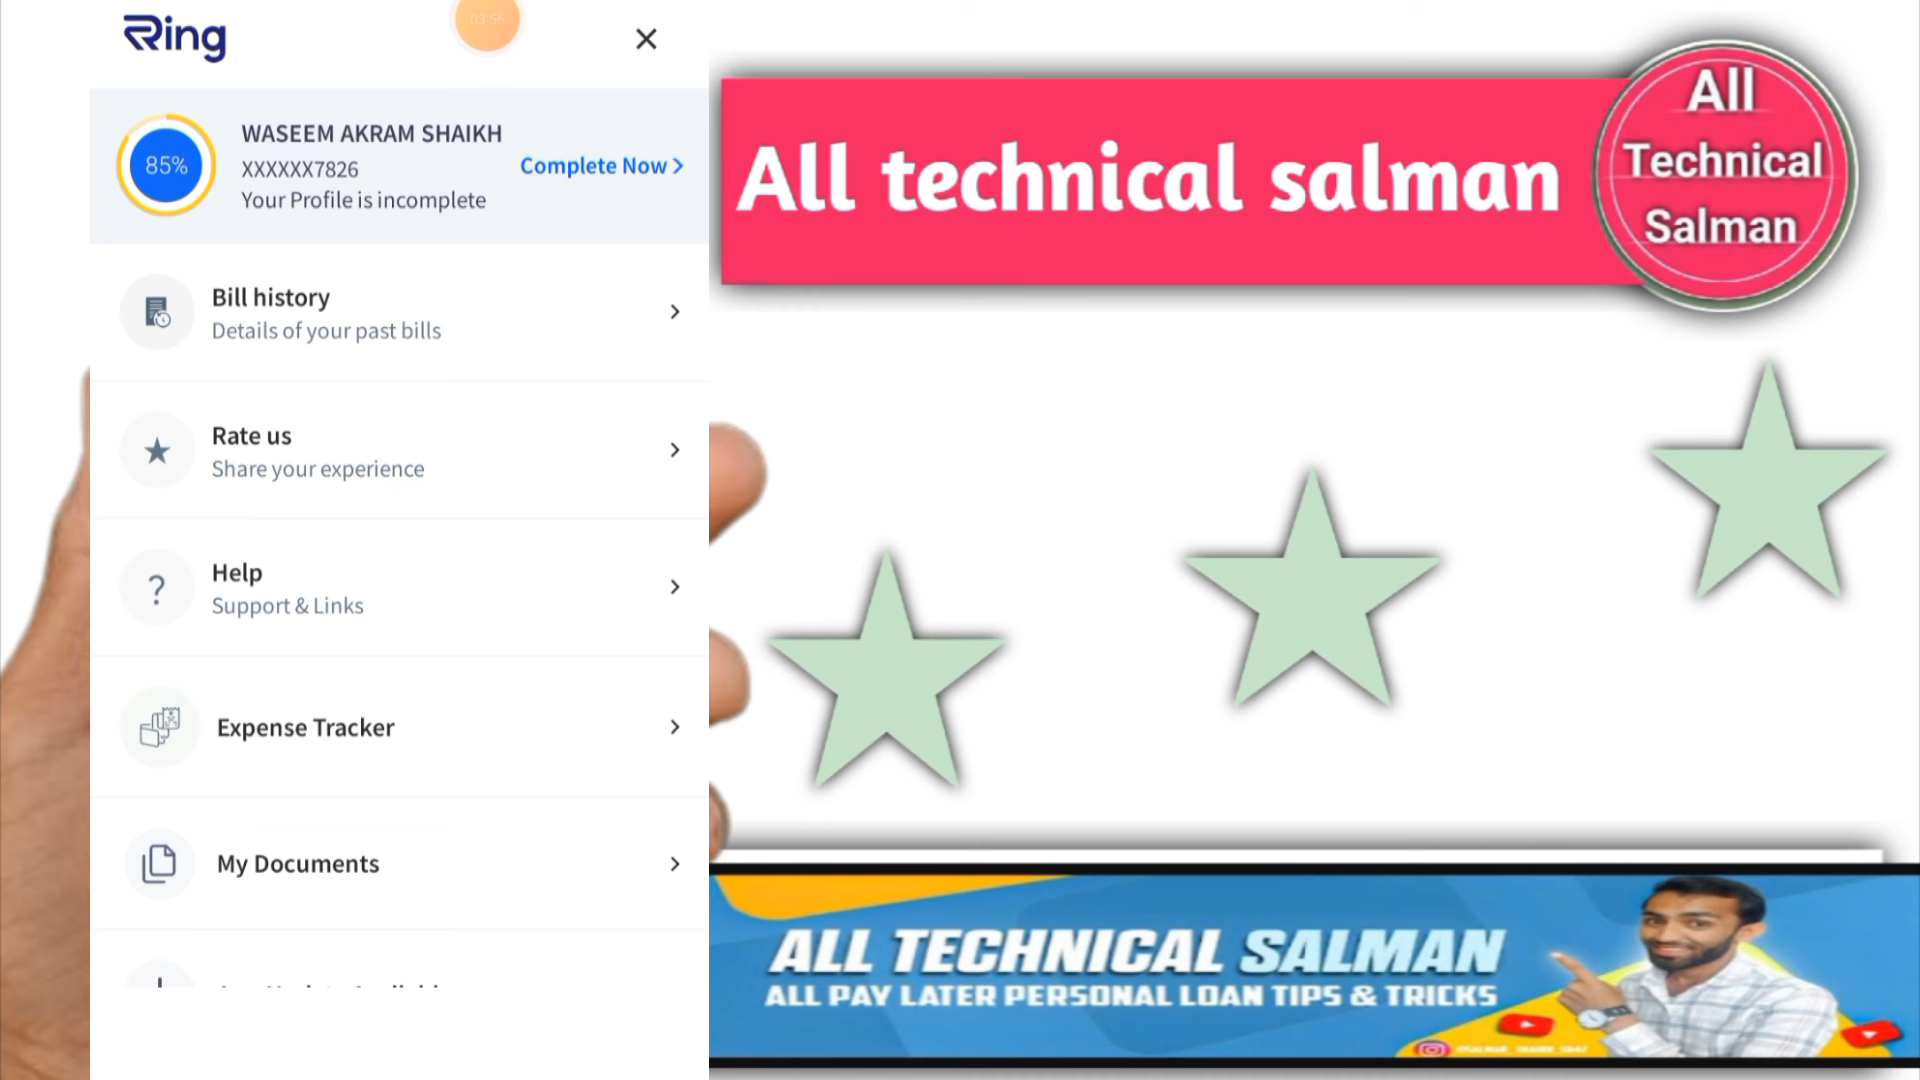 Ring
03:56
WASEEM AKRAM SHAIKH
85%
XXXXXX7826
Complete Now >
Your Profile is incomplete
Bill history
Details of your past bills
Rate us
Share your experience
?
Help
Support & Links
Expense Tracker
My Documents
All technical salman
All
Technical
Salman
ALL TECHNICAL SALMAN
ALL PAY LATER PERSONAL LOAN TIPS & TRICKS